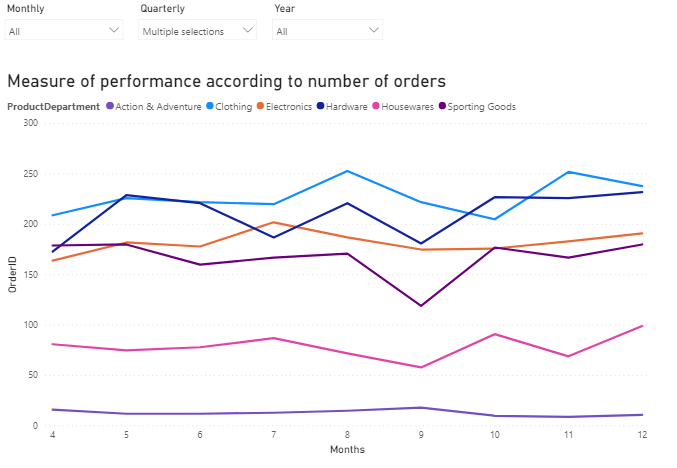 Monthly Quarterly Year
All Multiple selections All
Measure of performance according to number of orders
ProductDepartment Action & Adventure Clothing Electronics Hardware Housewares Sporting Goods
300
250
200
150
100
50
0
OrderID
4 5 6 7 8 9 10 11 12
Months